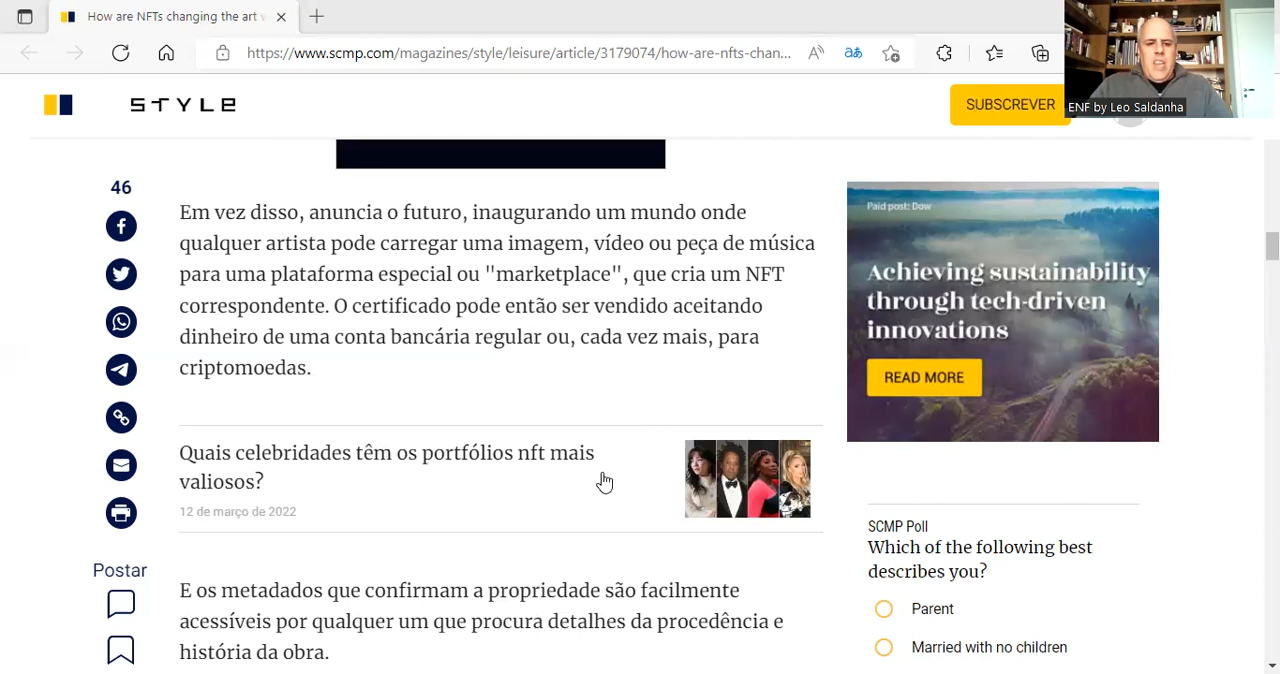 How are NFTs changing the art v
https://www.scmp.com/magazines/style/leisure/article/3179074/how-are-nfts-chan...
ENF by Leo Saldanha
STYLE
SUBSCREVER
46
Em vez disso, anuncia o futuro, inaugurando um mundo onde
qualquer artista pode carregar uma imagem, vídeo ou peça de música
para uma plataforma especial ou "marketplace", que cria um NFT
correspondente. O certificado pode então ser vendido aceitando
dinheiro de uma conta bancária regular ou, cada vez mais, para
criptomoedas.
Quais celebridades têm os portfólios nft mais
valiosos?
12 de março de 2022
Postar
E os metadados que confirmam a propriedade são facilmente
acessíveis por qualquer um que procura detalhes da procedência e
história da obra.
Paid post: Dow
Achieving sustainability
through tech-driven
innovations
READ MORE
SCMP Poll
Which of the following best
describes you?
Parent
Married with no children